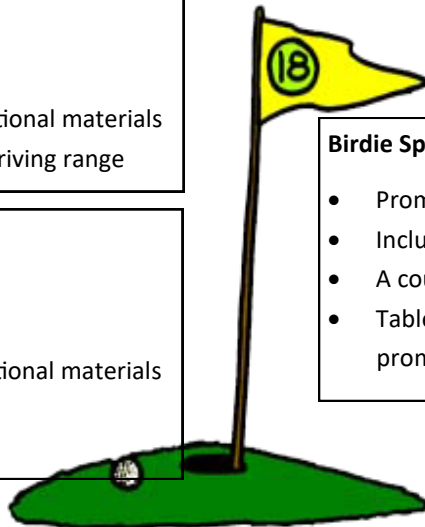 tional materials
riving range
tional materials
18
Birdie Sp
• Prom
• Inclu
• A cou
• Table
prom